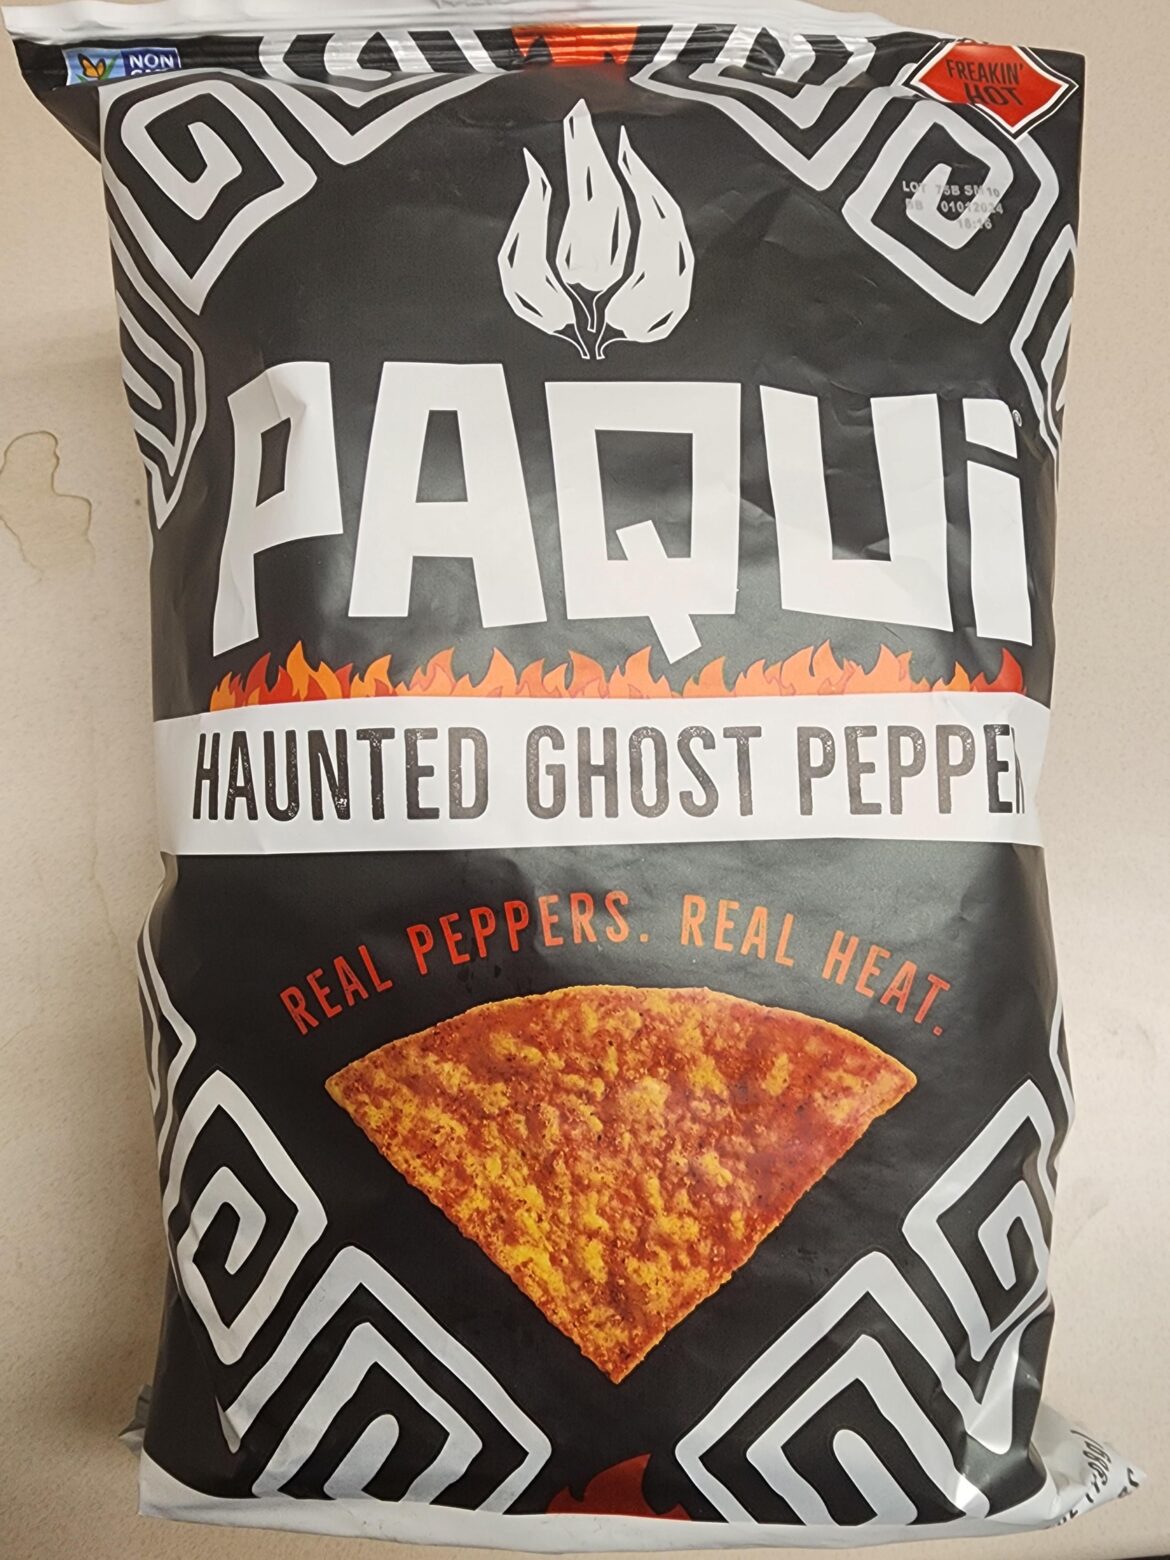 NON
FREAKIN'
HOT
PAQUI
HAUNTED GHOST PEPPER
REAL PEPPERS. REAL HEAT.